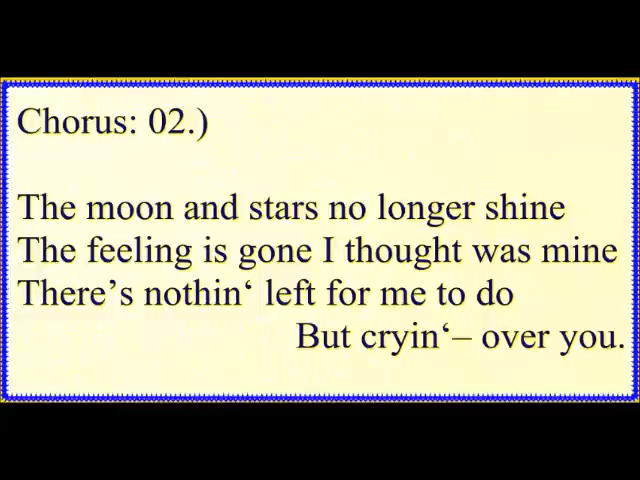 Chorus: 02.)
The moon and stars no longer shine
The feeling is gone I thought was mine
There’s nothin‘ left for me to do
But cryin‘– over you.